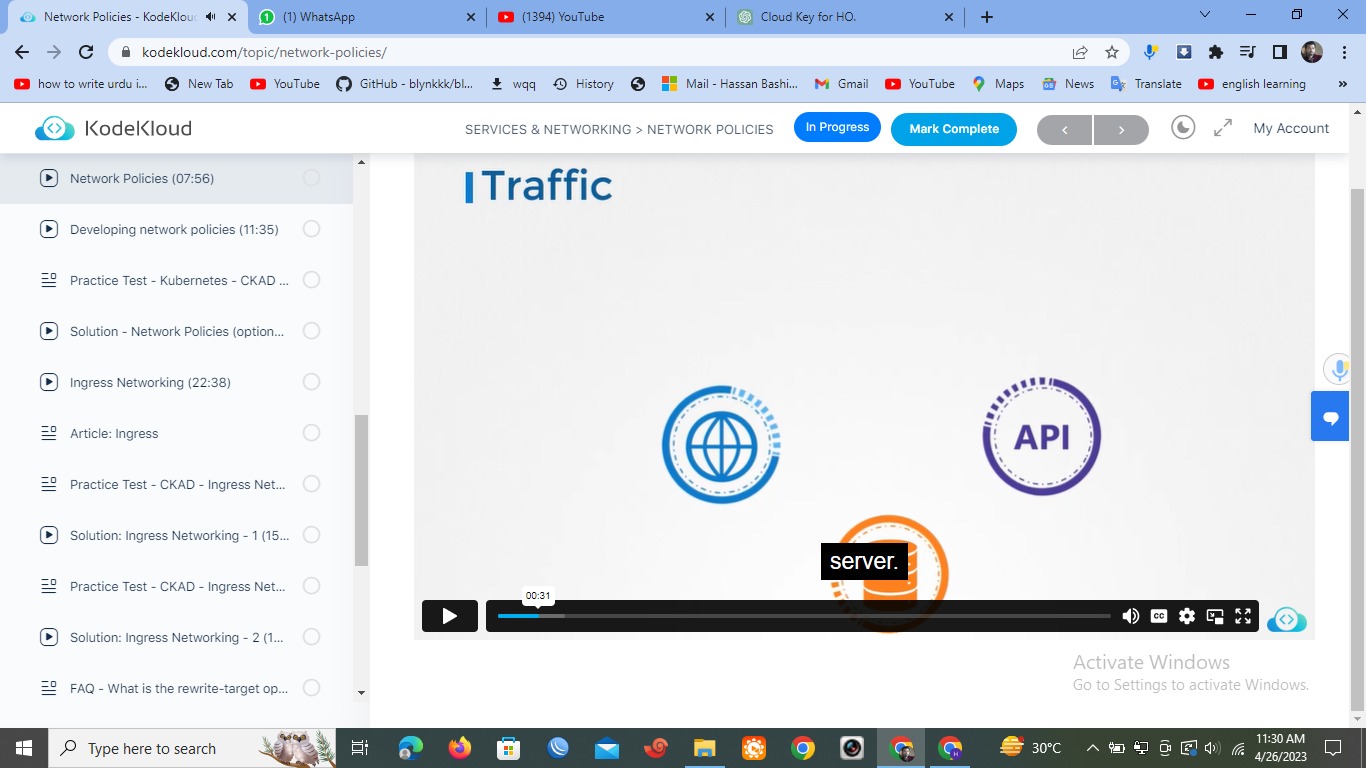 Network Policies - KodeKloud
(1) WhatsApp
(1394) YouTube
Cloud Key for HO.
kodekloud.com/topic/network-policies/
how to write urdu i...
New Tab
YouTube
GitHub - blynkkk/bl...
wqq
History
Mail - Hassan Bashi...
Gmail
YouTube
Maps
News
Translate
english learning
»
KodeKloud
SERVICES & NETWORKING > NETWORK POLICIES
In Progress
Mark Complete
< >
My Account
Network Policies (07:56)
Developing network policies (11:35)
Practice Test - Kubernetes - CKAD ...
Solution - Network Policies (option...
Ingress Networking (22:38)
Article: Ingress
Practice Test - CKAD - Ingress Net...
Solution: Ingress Networking - 1 (15...
Practice Test - CKAD - Ingress Net...
Solution: Ingress Networking - 2 (1...
FAQ - What is the rewrite-target op...
Traffic
API
server.
00:31
CC
Activate Windows
Go to Settings to activate Windows.
Type here to search
30°C
11:30 AM
4/26/2023